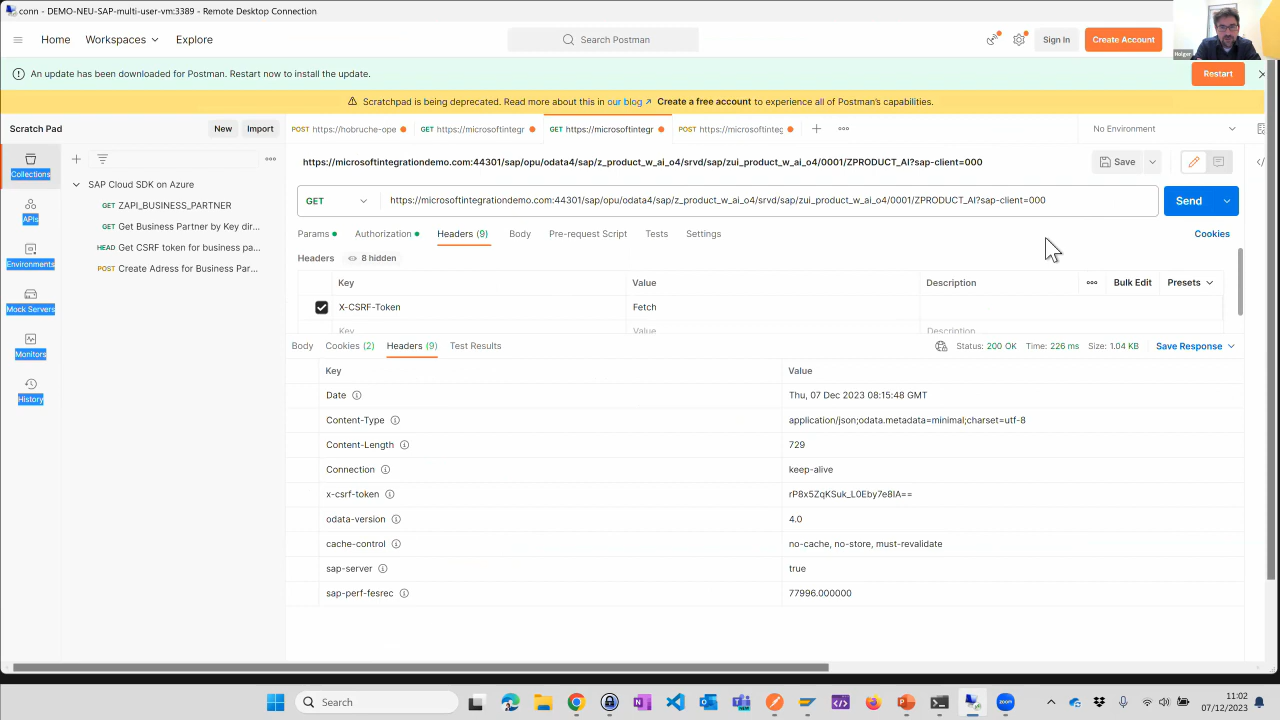 conn - DEMO-NEU-SAP-multi-user-vm:3389 - Remote Desktop Connection
Home Workspaces Explore Search Postman Sign In Create Account
Holger
An update has been downloaded for Postman. Restart now to install the update. Restart
Scratchpad is being deprecated. Read more about this in our blog ↗ Create a free account to experience all of Postman's capabilities.
Scratch Pad New Import POST https://hobruche-ope GET https://microsoftintegr GET https://microsoftintegr POST https://microsoftinteg No Environment
Collections
APIs
Environments
Mock Servers
Monitors
History
SAP Cloud SDK on Azure
GET ZAPI_BUSINESS_PARTNER
GET Get Business Partner by Key dir...
HEAD Get CSRF token for business pa...
POST Create Adress for Business Par...
https://microsoftintegrationdemo.com:44301/sap/opu/odata4/sap/z_product_w_ai_o4/srvd/sap/zui_product_w_ai_o4/0001/ZPRODUCT_AI?sap-client=000 Save
GET https://microsoftintegrationdemo.com:44301/sap/opu/odata4/sap/z_product_w_ai_o4/srvd/sap/zui_product_w_ai_o4/0001/ZPRODUCT_AI?sap-client=000 Send
Params Authorization Headers (9) Body Pre-request Script Tests Settings Cookies
Headers 8 hidden
Key Value Description Bulk Edit Presets
X-CSRF-Token Fetch
Key Value Description
Body Cookies (2) Headers (9) Test Results Status: 200 OK Time: 226 ms Size: 1.04 KB Save Response
Key Value
Date Thu, 07 Dec 2023 08:15:48 GMT
Content-Type application/json;odata.metadata=minimal;charset=utf-8
Content-Length 729
Connection keep-alive
x-csrf-token rP8x5ZqKSuk_L0Eby7e8IA==
odata-version 4.0
cache-control no-cache, no-store, must-revalidate
sap-server true
sap-perf-fesrec 77996.000000
Search
zoom
11:02
07/12/2023